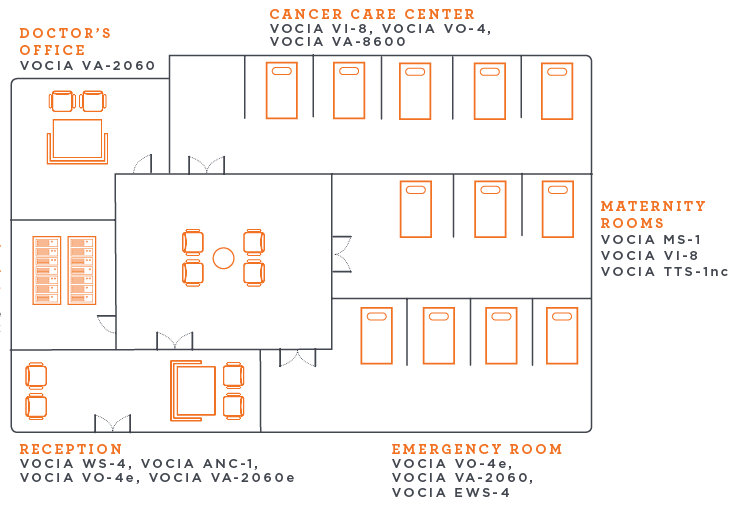 CANCER CARE CENTER
VOCIA VI-8, VOCIA VO-4,
VOCIA VA-8600
DOCTOR'S
OFFICE
VOCIA VA-2060
MATERNITY
ROOMS
VOCIA MS-1
VOCIA VI-8
VOCIA TTS-1nc
RECEPTION
VOCIA WS-4, VOCIA ANC-1,
VOCIA VO-4e, VOCIA VA-2060e
EMERGENCY ROOM
VOCIA VO-4e,
VOCIA VA-2060,
VOCIA EWS-4